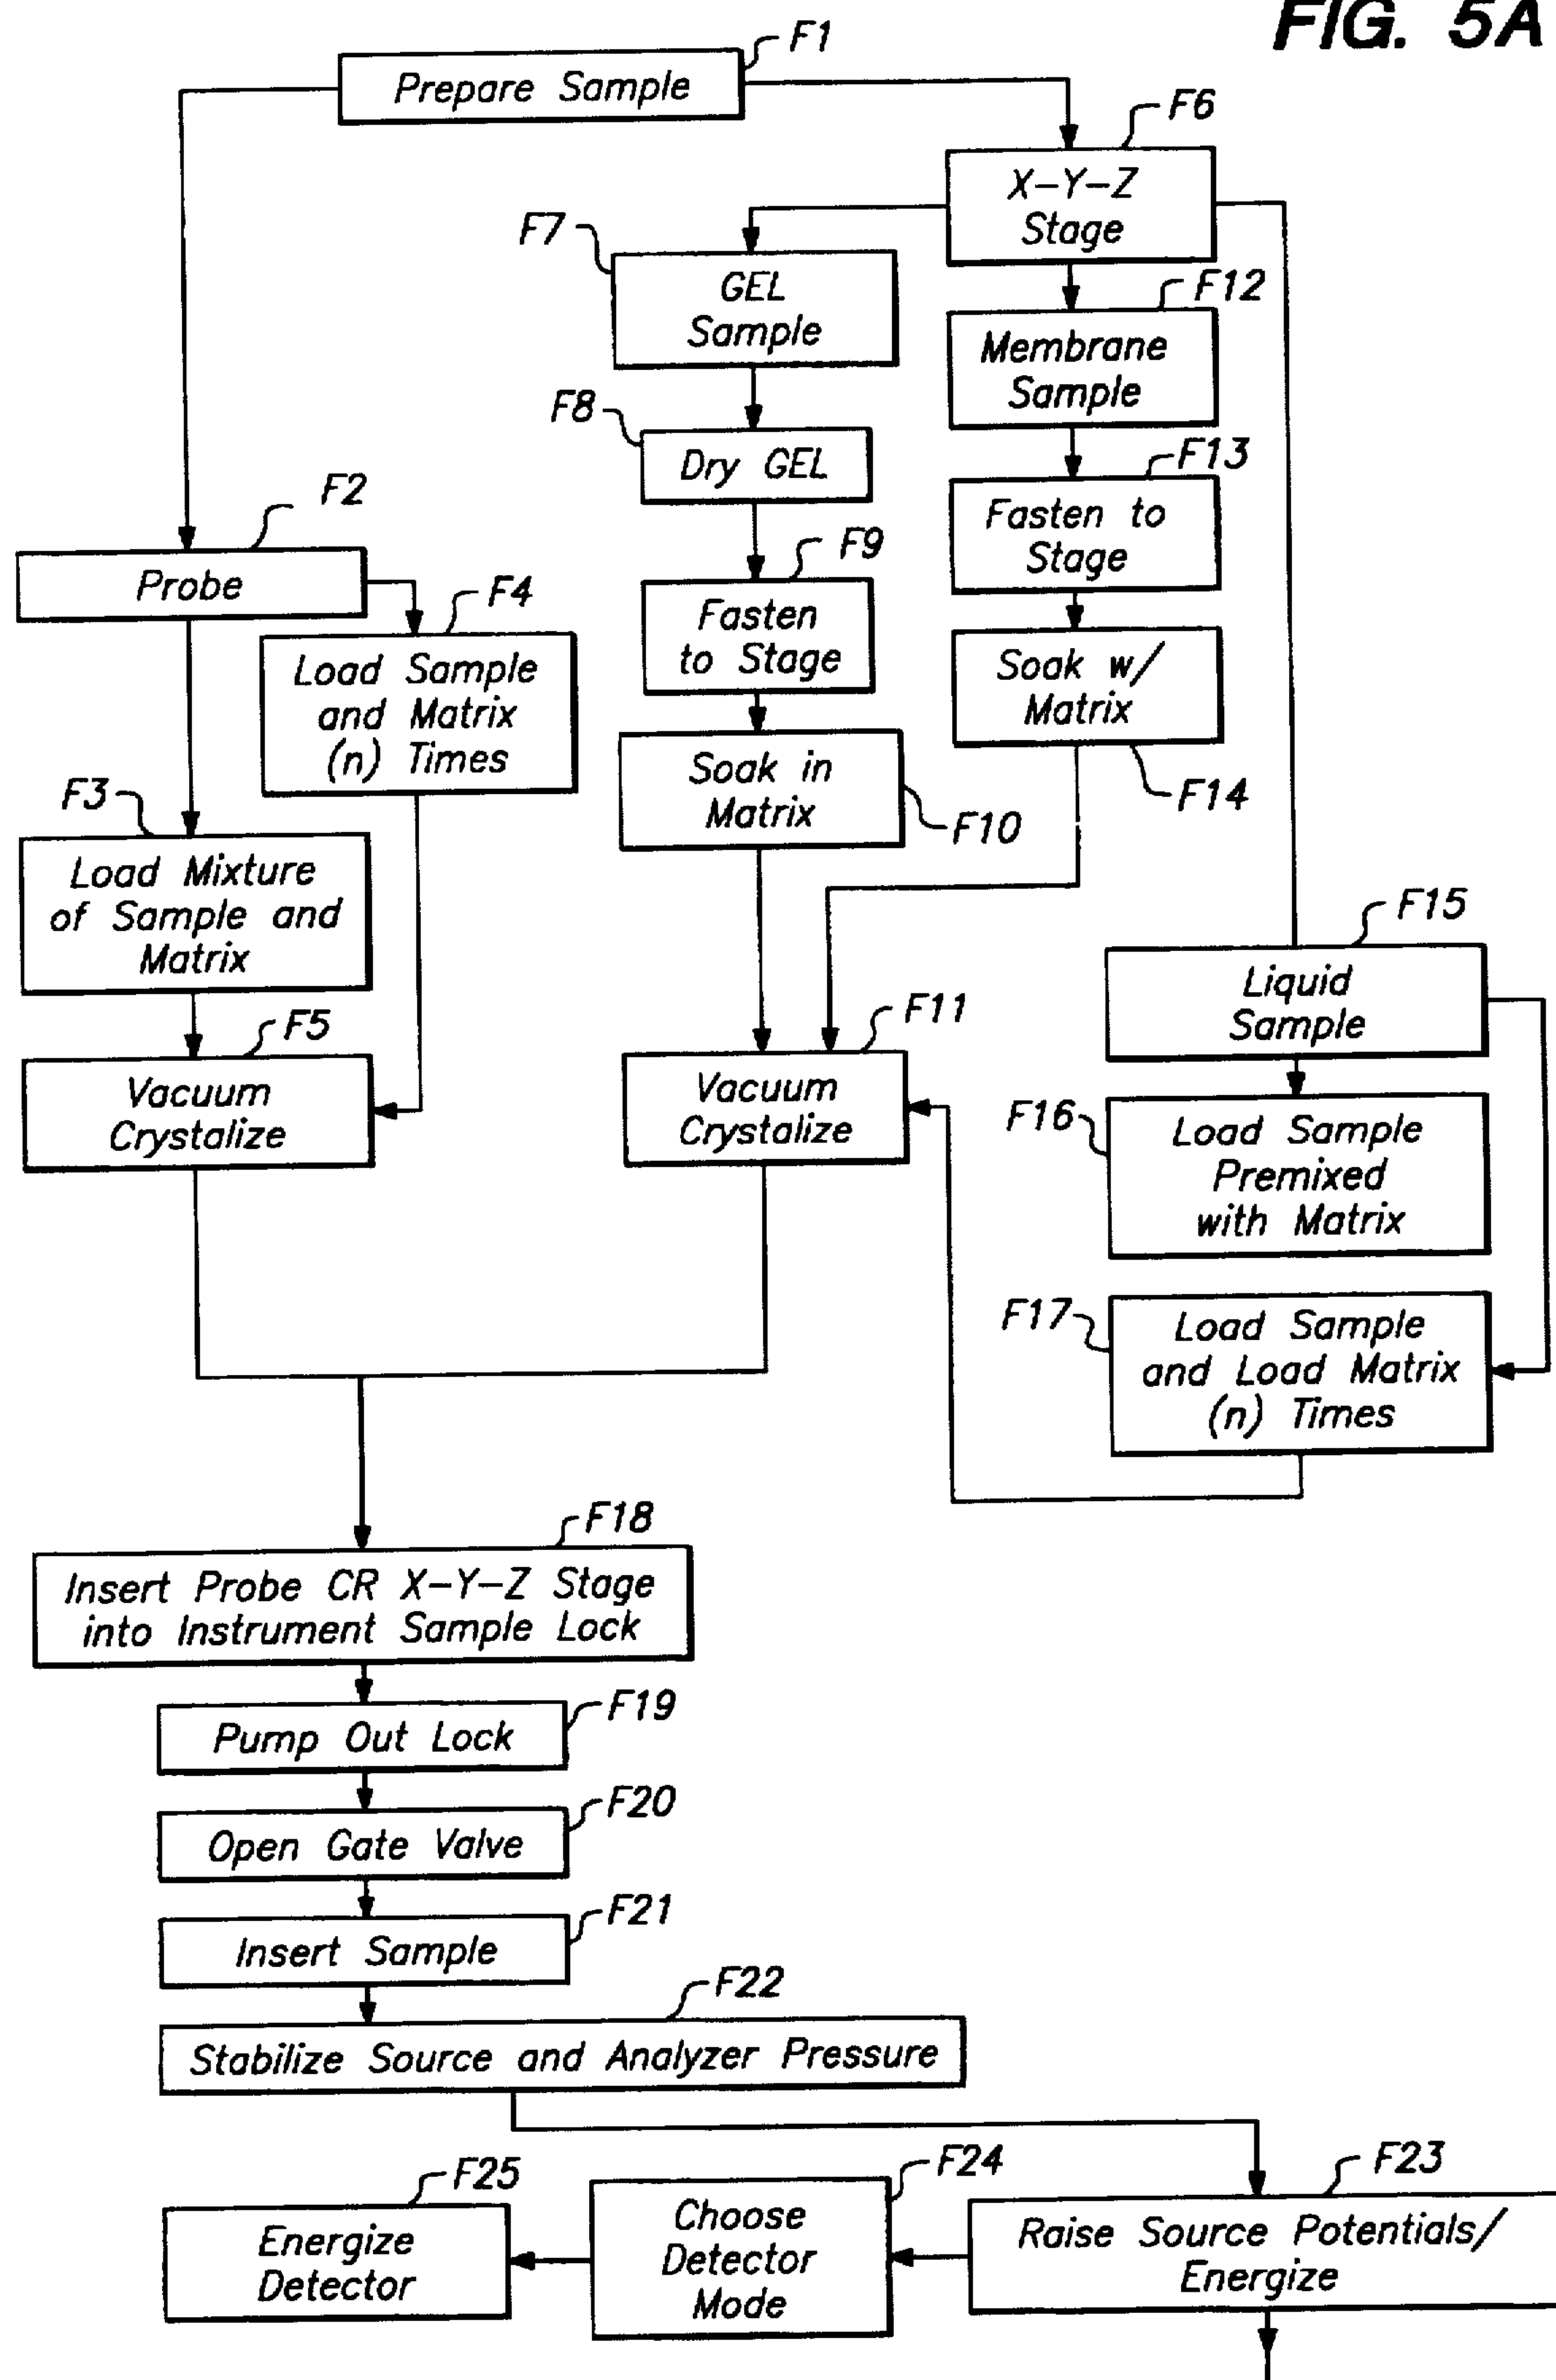 FIG. 5A
F1
Prepare Sample
F6
X-Y-Z
Stage
F7
GEL
Sample
F12
Membrane
Sample
F8
Dry GEL
F13
Fasten to
Stage
F2
Probe
F9
Fasten
to Stage
F4
Load Sample
and Matrix
(n) Times
Soak w/
Matrix
F14
F3
Load Mixture
of Sample and
Matrix
Soak in
Matrix
F10
F15
Liquid
Sample
F5
Vacuum
Crystalize
F11
Vacuum
Crystalize
F16
Load Sample
Premixed
with Matrix
F17
Load Sample
and Load Matrix
(n) Times
F18
Insert Probe CR X-Y-Z Stage
into Instrument Sample Lock
F19
Pump Out Lock
F20
Open Gate Valve
F21
Insert Sample
F22
Stabilize Source and Analyzer Pressure
F25
Energize
Detector
F24
Choose
Detector
Mode
F23
Raise Source Potentials/
Energize